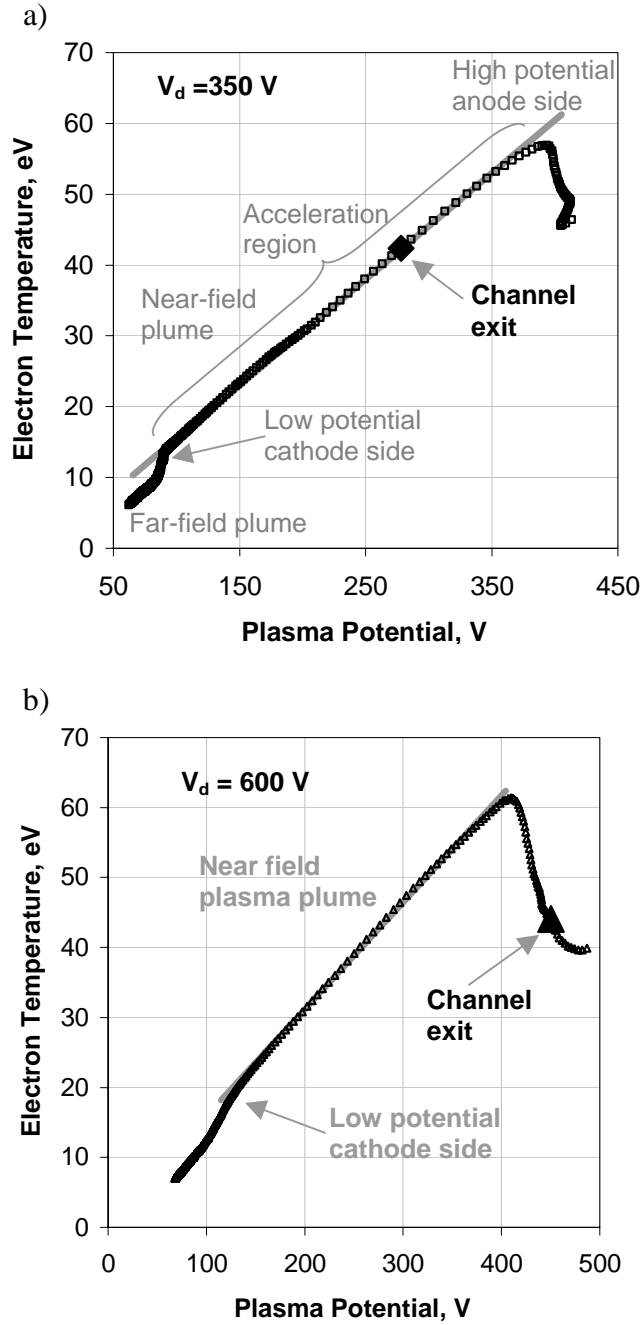 a)
70
60
50
40
30
20
10
0
Electron Temperature, eV
V_d =350 V
High potential
anode side
Acceleration
region
Near-field
plume
Channel
exit
Low potential
cathode side
Far-field plume
50
150
250
350
450
Plasma Potential, V
b)
70
60
50
40
30
20
10
0
Electron Temperature, eV
V_d = 600 V
Near field
plasma plume
Channel
exit
Low potential
cathode side
0
100
200
300
400
500
Plasma Potential, V